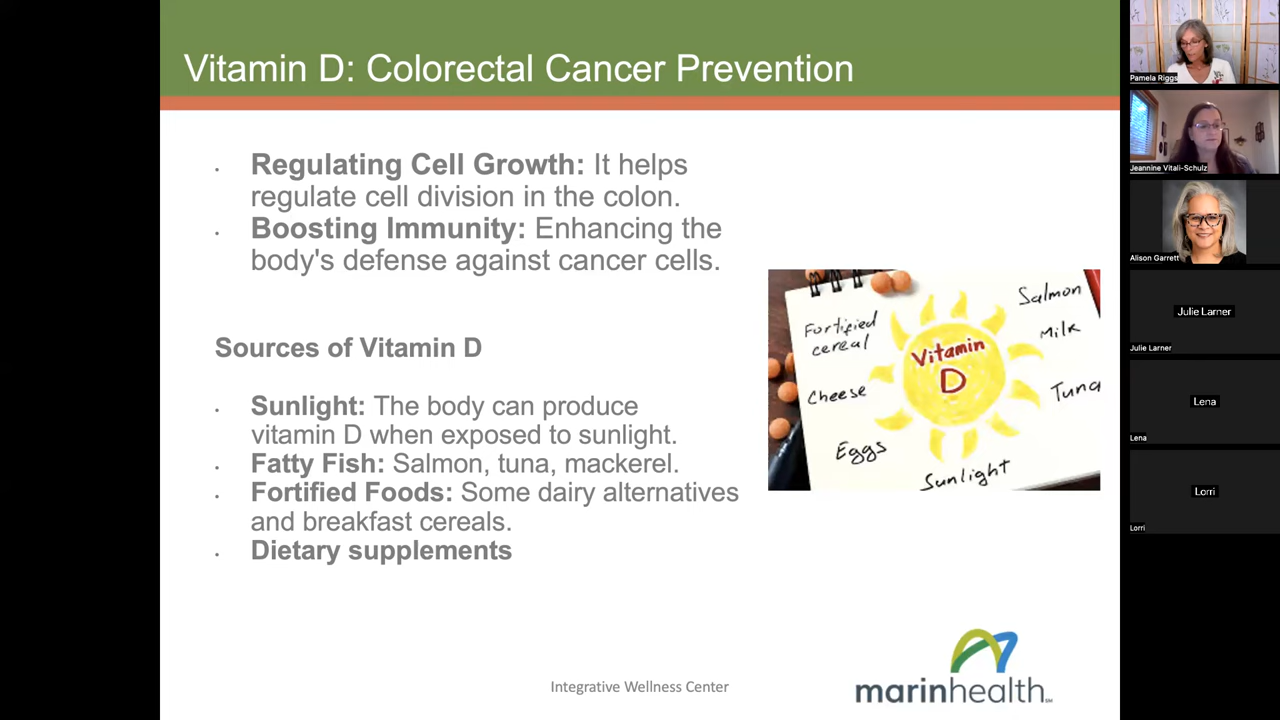 Vitamin D: Colorectal Cancer Prevention
• Regulating Cell Growth: It helps
regulate cell division in the colon.
• Boosting Immunity: Enhancing the
body's defense against cancer cells.
Sources of Vitamin D
• Sunlight: The body can produce
vitamin D when exposed to sunlight.
• Fatty Fish: Salmon, tuna, mackerel.
• Fortified Foods: Some dairy alternatives
and breakfast cereals.
• Dietary supplements
Fortified
cereal
Cheese
Eggs
Sunlight
Vitamin
D
Salmon
Milk
Tuna
Integrative Wellness Center
marinhealth℠
Pamela Riggs
Jeannine Vitali-Schulz
Alison Garrett
Julie Larner
Julie Larner
Lena
Lena
Lorri
Lorri